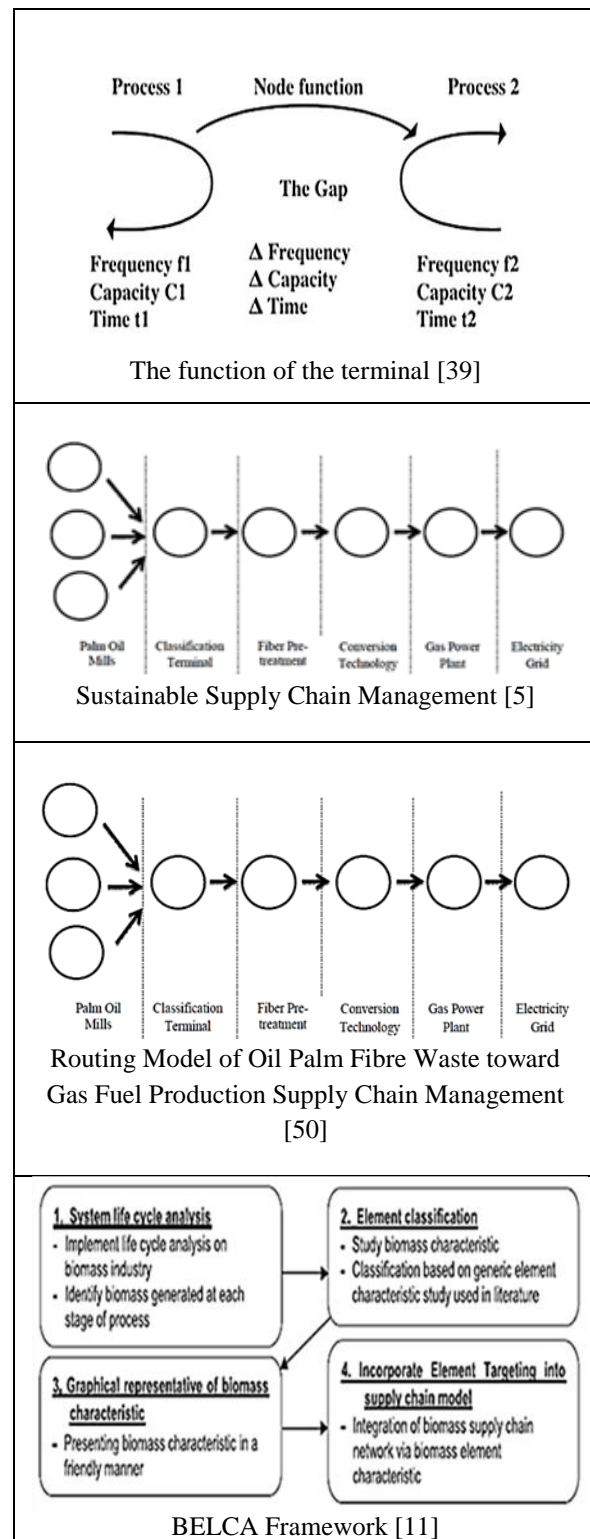 Process 1 Node function Process 2
The Gap
Frequency f1
Capacity C1
Time t1
Δ Frequency
Δ Capacity
Δ Time
Frequency f2
Capacity C2
Time t2
The function of the terminal [39]
Palm Oil
Mills
Classification
Terminal
Fiber Pre-
treatment
Conversion
Technology
Gas Power
Plant
Electricity
Grid
Sustainable Supply Chain Management [5]
Palm Oil
Mills
Classification
Terminal
Fiber Pre-
treatment
Conversion
Technology
Gas Power
Plant
Electricity
Grid
Routing Model of Oil Palm Fibre Waste toward
Gas Fuel Production Supply Chain Management
[50]
1. System life cycle analysis
- Implement life cycle analysis on
biomass industry
- Identify biomass generated at each
stage of process
2. Element classification
- Study biomass characteristic
- Classification based on generic element
characteristic study used in literature
3. Graphical representative of biomass
characteristic
- Presenting biomass characteristic in a
friendly manner
4. Incorporate Element Targeting into
supply chain model
- Integration of biomass supply chain
network via biomass element
characteristic
BELCA Framework [11]